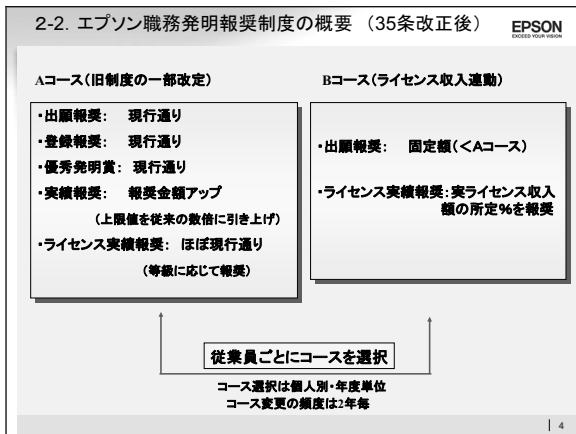 2-2. エプソン職務発明報奨制度の概要 （35条改正後）
EPSON
EXCEED YOUR VISION
Aコース（旧制度の一部改定）
・出願報奨： 現行通り
・登録報奨： 現行通り
・優秀発明賞： 現行通り
・実績報奨： 報奨金額アップ
（上限値を従来の数倍に引き上げ）
・ライセンス実績報奨： ほぼ現行通り
（等級に応じて報奨）
Bコース（ライセンス収入連動）
・出願報奨： 固定額（＜Aコース）
・ライセンス実績報奨：実ライセンス収入
額の所定％を報奨
従業員ごとにコースを選択
コース選択は個人別・年度単位
コース変更の頻度は2年毎
4